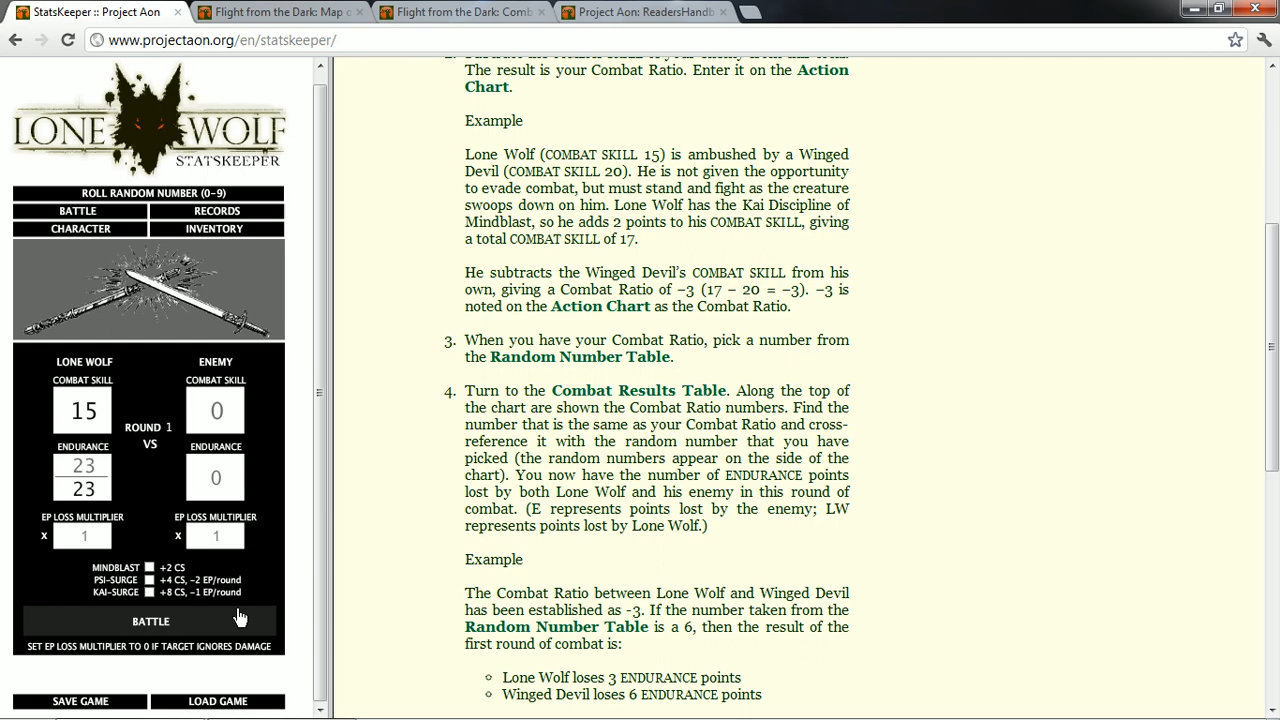 StatsKeeper :: Project Aon
Flight from the Dark: Map o
Flight from the Dark: Comb
Project Aon: ReadersHandb
www.projectaon.org/en/statskeeper/
LONE WOLF
STATSKEEPER
ROLL RANDOM NUMBER (0-9)
BATTLE RECORDS
CHARACTER INVENTORY
LONE WOLF ENEMY
COMBAT SKILL COMBAT SKILL
15 0
ROUND 1
VS
ENDURANCE ENDURANCE
23 0
23
EP LOSS MULTIPLIER EP LOSS MULTIPLIER
x 1 x 1
MINDBLAST +2 CS
PSI-SURGE +4 CS, -2 EP/round
KAI-SURGE +8 CS, -1 EP/round
BATTLE
SET EP LOSS MULTIPLIER TO 0 IF TARGET IGNORES DAMAGE
SAVE GAME LOAD GAME
The result is your Combat Ratio. Enter it on the Action
Chart.
Example
Lone Wolf (COMBAT SKILL 15) is ambushed by a Winged
Devil (COMBAT SKILL 20). He is not given the opportunity
to evade combat, but must stand and fight as the creature
swoops down on him. Lone Wolf has the Kai Discipline of
Mindblast, so he adds 2 points to his COMBAT SKILL, giving
a total COMBAT SKILL of 17.
He subtracts the Winged Devil’s COMBAT SKILL from his
own, giving a Combat Ratio of −3 (17 − 20 = −3). −3 is
noted on the Action Chart as the Combat Ratio.
3. When you have your Combat Ratio, pick a number from
the Random Number Table.
4. Turn to the Combat Results Table. Along the top of
the chart are shown the Combat Ratio numbers. Find the
number that is the same as your Combat Ratio and cross-
reference it with the random number that you have
picked (the random numbers appear on the side of the
chart). You now have the number of ENDURANCE points
lost by both Lone Wolf and his enemy in this round of
combat. (E represents points lost by the enemy; LW
represents points lost by Lone Wolf.)
Example
The Combat Ratio between Lone Wolf and Winged Devil
has been established as -3. If the number taken from the
Random Number Table is a 6, then the result of the
first round of combat is:
Lone Wolf loses 3 ENDURANCE points
Winged Devil loses 6 ENDURANCE points